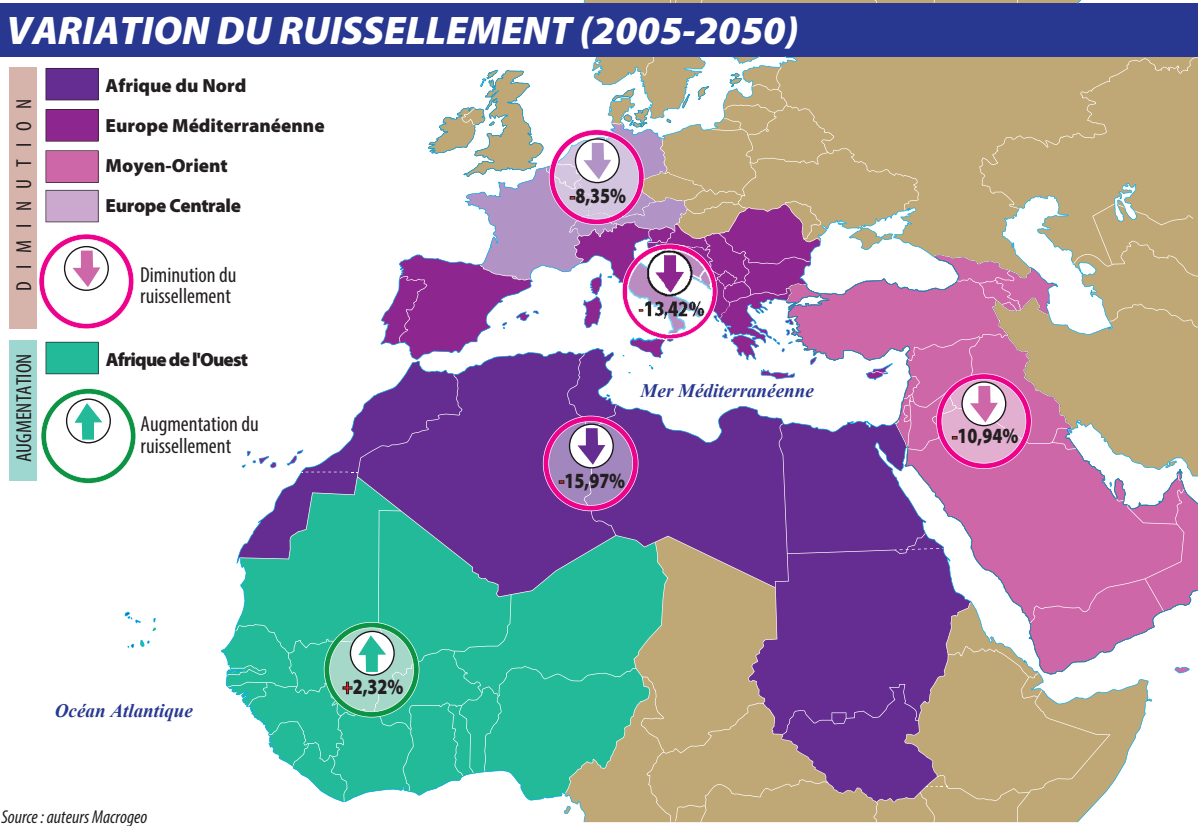 VARIATION DU RUISSELLEMENT (2005-2050)
DIMINUTION
Afrique du Nord
Europe Méditerranéenne
Moyen-Orient
Europe Centrale
Diminution du
ruissellement
AUGMENTATION
Afrique de l'Ouest
Augmentation du
ruissellement
-8,35%
-13,42%
Mer Méditerranéenne
-10,94%
-15,97%
+2,32%
Océan Atlantique
Source : auteurs Macrogeo